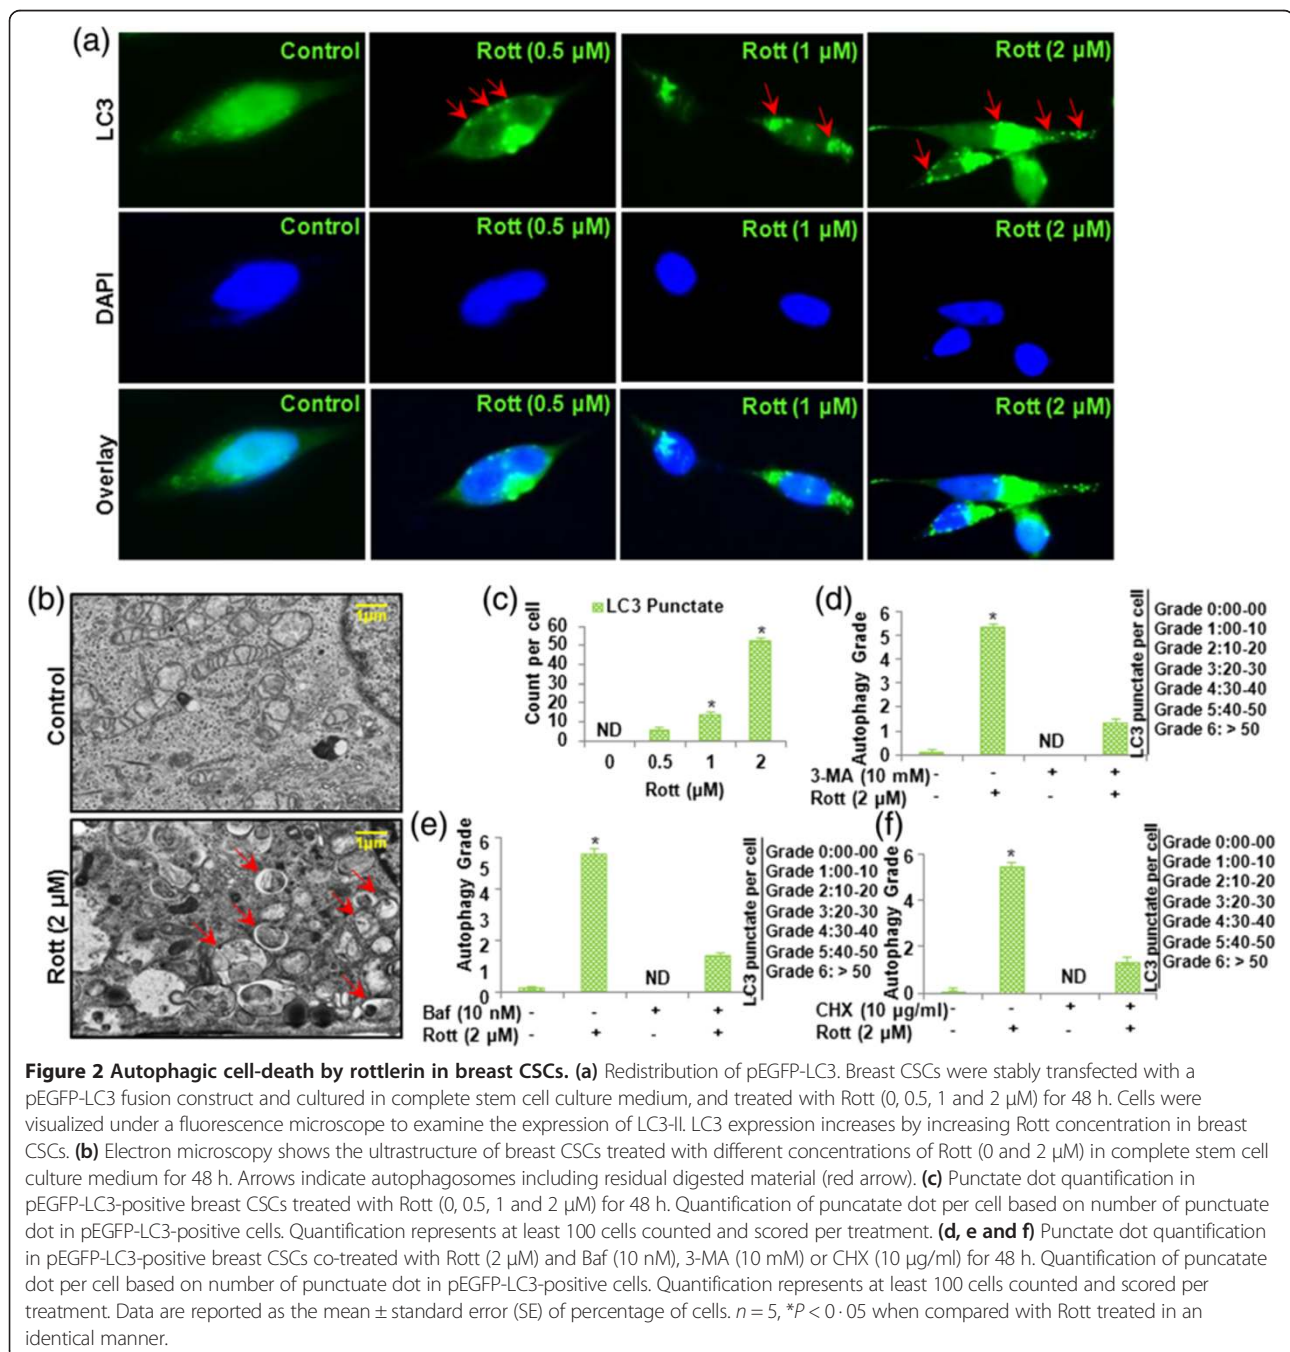 (a)
LC3
Control
Rott (0.5 µM)
Rott (1 µM)
Rott (2 µM)
DAPI
Control
Rott (0.5 µM)
Rott (1 µM)
Rott (2 µM)
Overlay
Control
Rott (0.5 µM)
Rott (1 µM)
Rott (2 µM)
(b)
Control
1µm
Rott (2 µM)
1µm
(c)
LC3 Punctate
Count per cell
60
50
40
30
20
10
0
ND
*
*
0 0.5 1 2
Rott (µM)
(d)
Autophagy Grade
6
5
4
3
2
1
0
*
ND
3-MA (10 mM) - - + +
Rott (2 µM) - + - +
LC3 punctate per cell
Grade 0:00-00
Grade 1:00-10
Grade 2:10-20
Grade 3:20-30
Grade 4:30-40
Grade 5:40-50
Grade 6: > 50
(e)
Autophagy Grade
6
5
4
3
2
1
0
*
ND
Baf (10 nM) - - + +
Rott (2 µM) - + - +
LC3 punctate per cell
Grade 0:00-00
Grade 1:00-10
Grade 2:10-20
Grade 3:20-30
Grade 4:30-40
Grade 5:40-50
Grade 6: > 50
(f)
Autophagy Grade
6
4
2
0
*
ND
CHX (10 µg/ml) - - + +
Rott (2 µM) - + - +
LC3 punctate per cell
Grade 0:00-00
Grade 1:00-10
Grade 2:10-20
Grade 3:20-30
Grade 4:30-40
Grade 5:40-50
Grade 6: > 50
Figure 2 Autophagic cell-death by rottlerin in breast CSCs. (a) Redistribution of pEGFP-LC3. Breast CSCs were stably transfected with a
pEGFP-LC3 fusion construct and cultured in complete stem cell culture medium, and treated with Rott (0, 0.5, 1 and 2 µM) for 48 h. Cells were
visualized under a fluorescence microscope to examine the expression of LC3-II. LC3 expression increases by increasing Rott concentration in breast
CSCs. (b) Electron microscopy shows the ultrastructure of breast CSCs treated with different concentrations of Rott (0 and 2 µM) in complete stem cell
culture medium for 48 h. Arrows indicate autophagosomes including residual digested material (red arrow). (c) Punctate dot quantification in
pEGFP-LC3-positive breast CSCs treated with Rott (0, 0.5, 1 and 2 µM) for 48 h. Quantification of puncatate dot per cell based on number of punctuate
dot in pEGFP-LC3-positive cells. Quantification represents at least 100 cells counted and scored per treatment. (d, e and f) Punctate dot quantification
in pEGFP-LC3-positive breast CSCs co-treated with Rott (2 µM) and Baf (10 nM), 3-MA (10 mM) or CHX (10 µg/ml) for 48 h. Quantification of puncatate
dot per cell based on number of punctuate dot in pEGFP-LC3-positive cells. Quantification represents at least 100 cells counted and scored per
treatment. Data are reported as the mean ± standard error (SE) of percentage of cells. n = 5, *P < 0·05 when compared with Rott treated in an
identical manner.